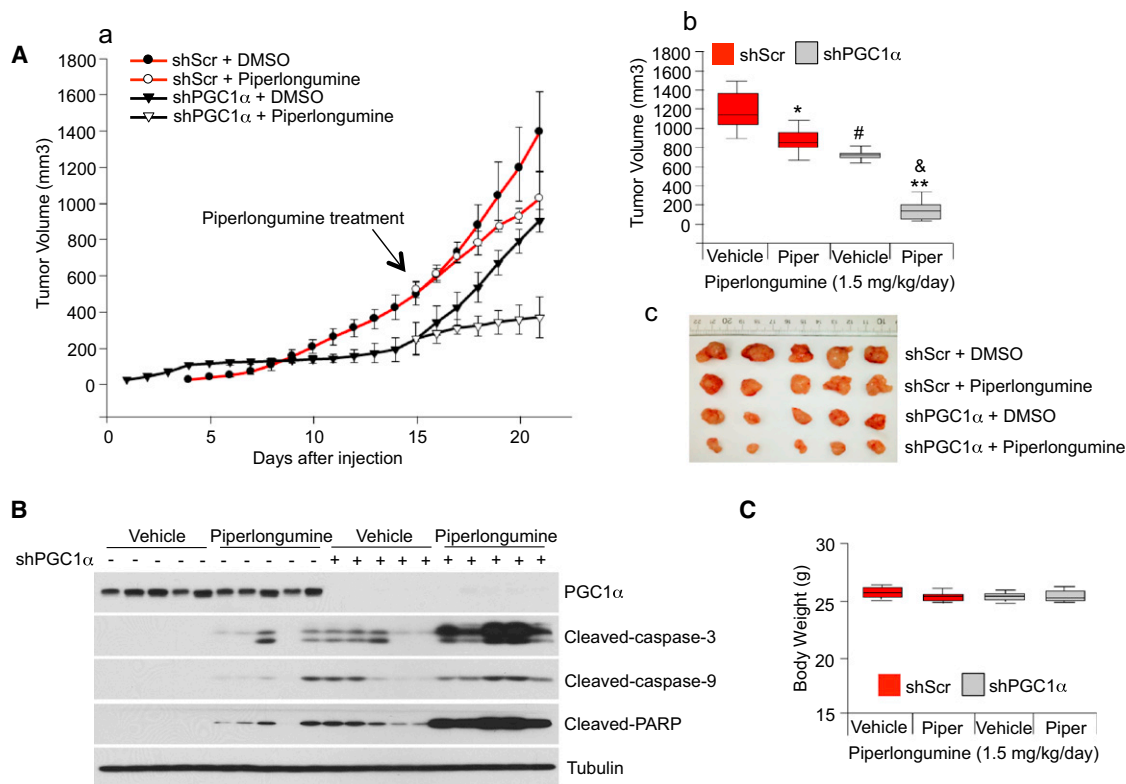 A
a
1800
1600
1400
1200
1000
800
600
400
200
0
Tumor Volume (mm3)
shScr + DMSO
shScr + Piperlongumine
shPGC1α + DMSO
shPGC1α + Piperlongumine
Piperlongumine treatment
0 5 10 15 20
Days after injection
b
shScr shPGC1α
1800
1600
1400
1200
1000
800
600
400
200
0
Tumor Volume (mm3)
*
#
&
**
Vehicle Piper Vehicle Piper
Piperlongumine (1.5 mg/kg/day)
c
shScr + DMSO
shScr + Piperlongumine
shPGC1α + DMSO
shPGC1α + Piperlongumine
B
Vehicle Piperlongumine Vehicle Piperlongumine
shPGC1α - - - - - - - - - - + + + + + + + + + +
PGC1α
Cleaved-caspase-3
Cleaved-caspase-9
Cleaved-PARP
Tubulin
C
30
25
20
15
Body Weight (g)
shScr shPGC1α
Vehicle Piper Vehicle Piper
Piperlongumine (1.5 mg/kg/day)